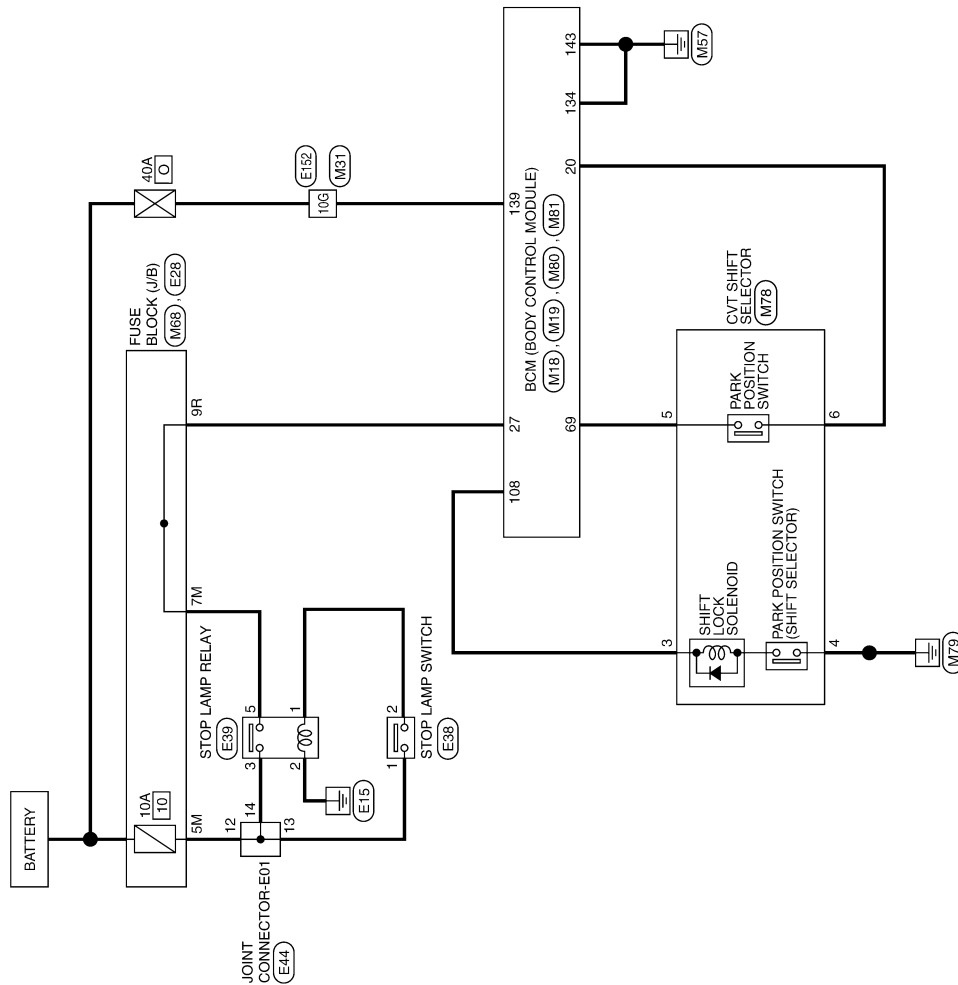 BATTERY
10A
10
5M
7M
9R
FUSE
BLOCK (J/B)
M68 , E28
40A
O
10G
E152
M31
JOINT
CONNECTOR-E01
E44
12
14
13
STOP LAMP RELAY
E39
3
5
2
1
E15
1
2
STOP LAMP SWITCH
E38
108
27
139
BCM (BODY CONTROL MODULE)
M18 , M19 , M80 , M81
69
20
134
143
M57
CVT SHIFT
SELECTOR
M78
3
5
SHIFT
LOCK
SOLENOID
PARK POSITION SWITCH
(SHIFT SELECTOR)
PARK
POSITION
SWITCH
4
6
M79